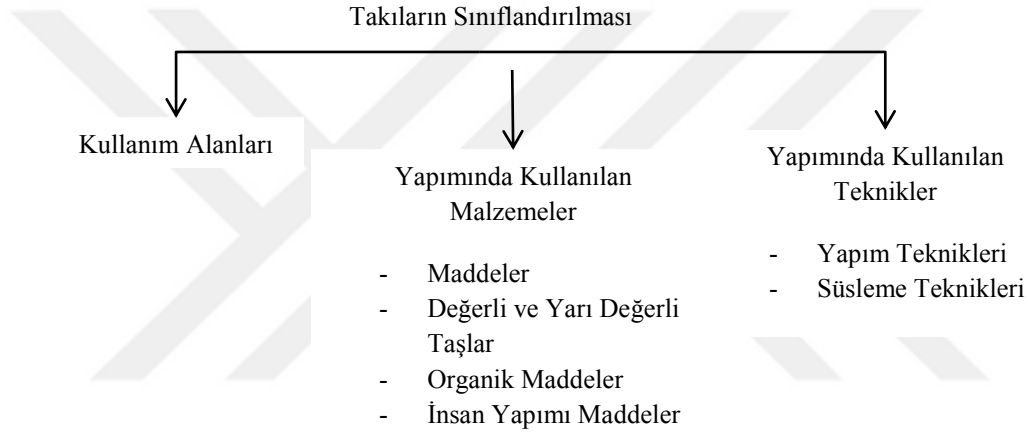 Takıların Sınıflandırılması
Kullanım Alanları
Yapımında Kullanılan
Malzemeler
- Maddeler
- Değerli ve Yarı Değerli
Taşlar
- Organik Maddeler
- İnsan Yapımı Maddeler
Yapımında Kullanılan
Teknikler
- Yapım Teknikleri
- Süsleme Teknikleri